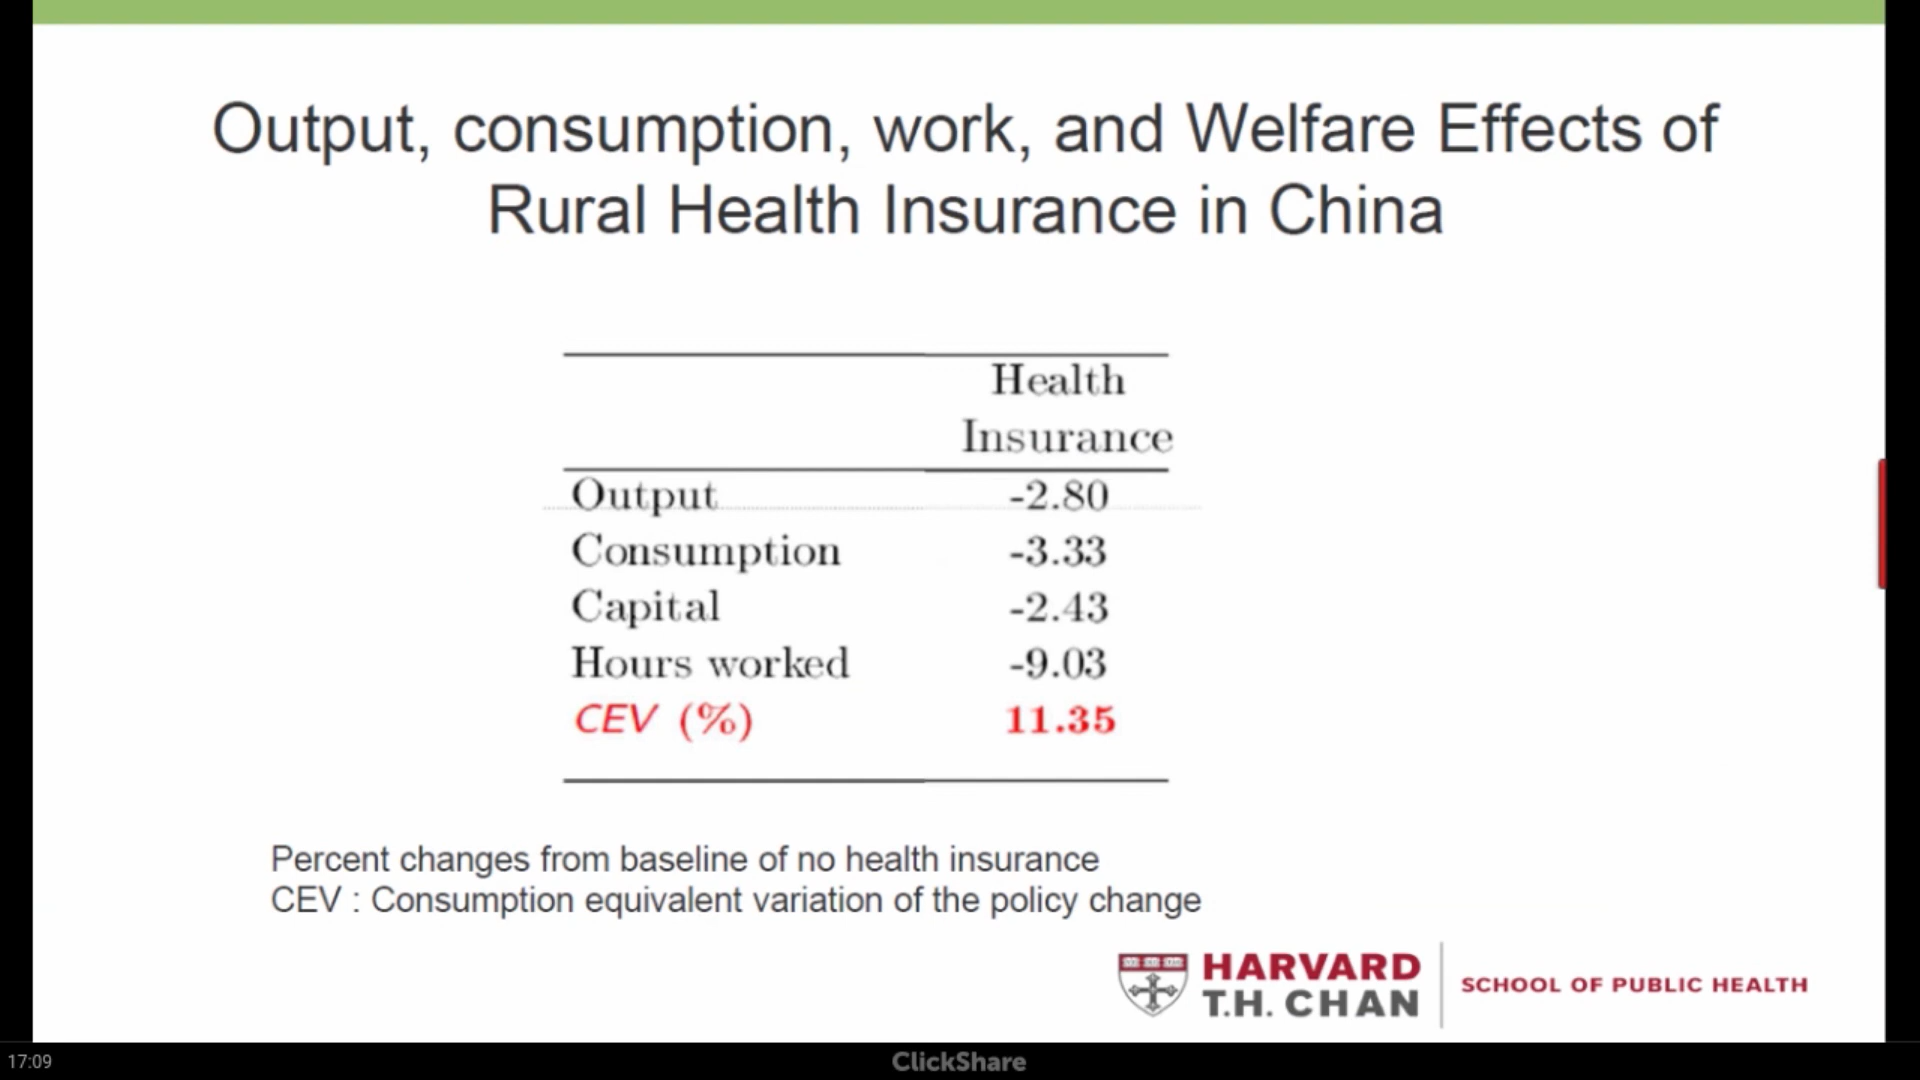 Output, consumption, work, and Welfare Effects of
Rural Health Insurance in China
Health
Insurance
Output -2.80
Consumption -3.33
Capital -2.43
Hours worked -9.03
CEV (%) 11.35
Percent changes from baseline of no health insurance
CEV : Consumption equivalent variation of the policy change
HARVARD
T.H. CHAN
SCHOOL OF PUBLIC HEALTH
17:09
ClickShare